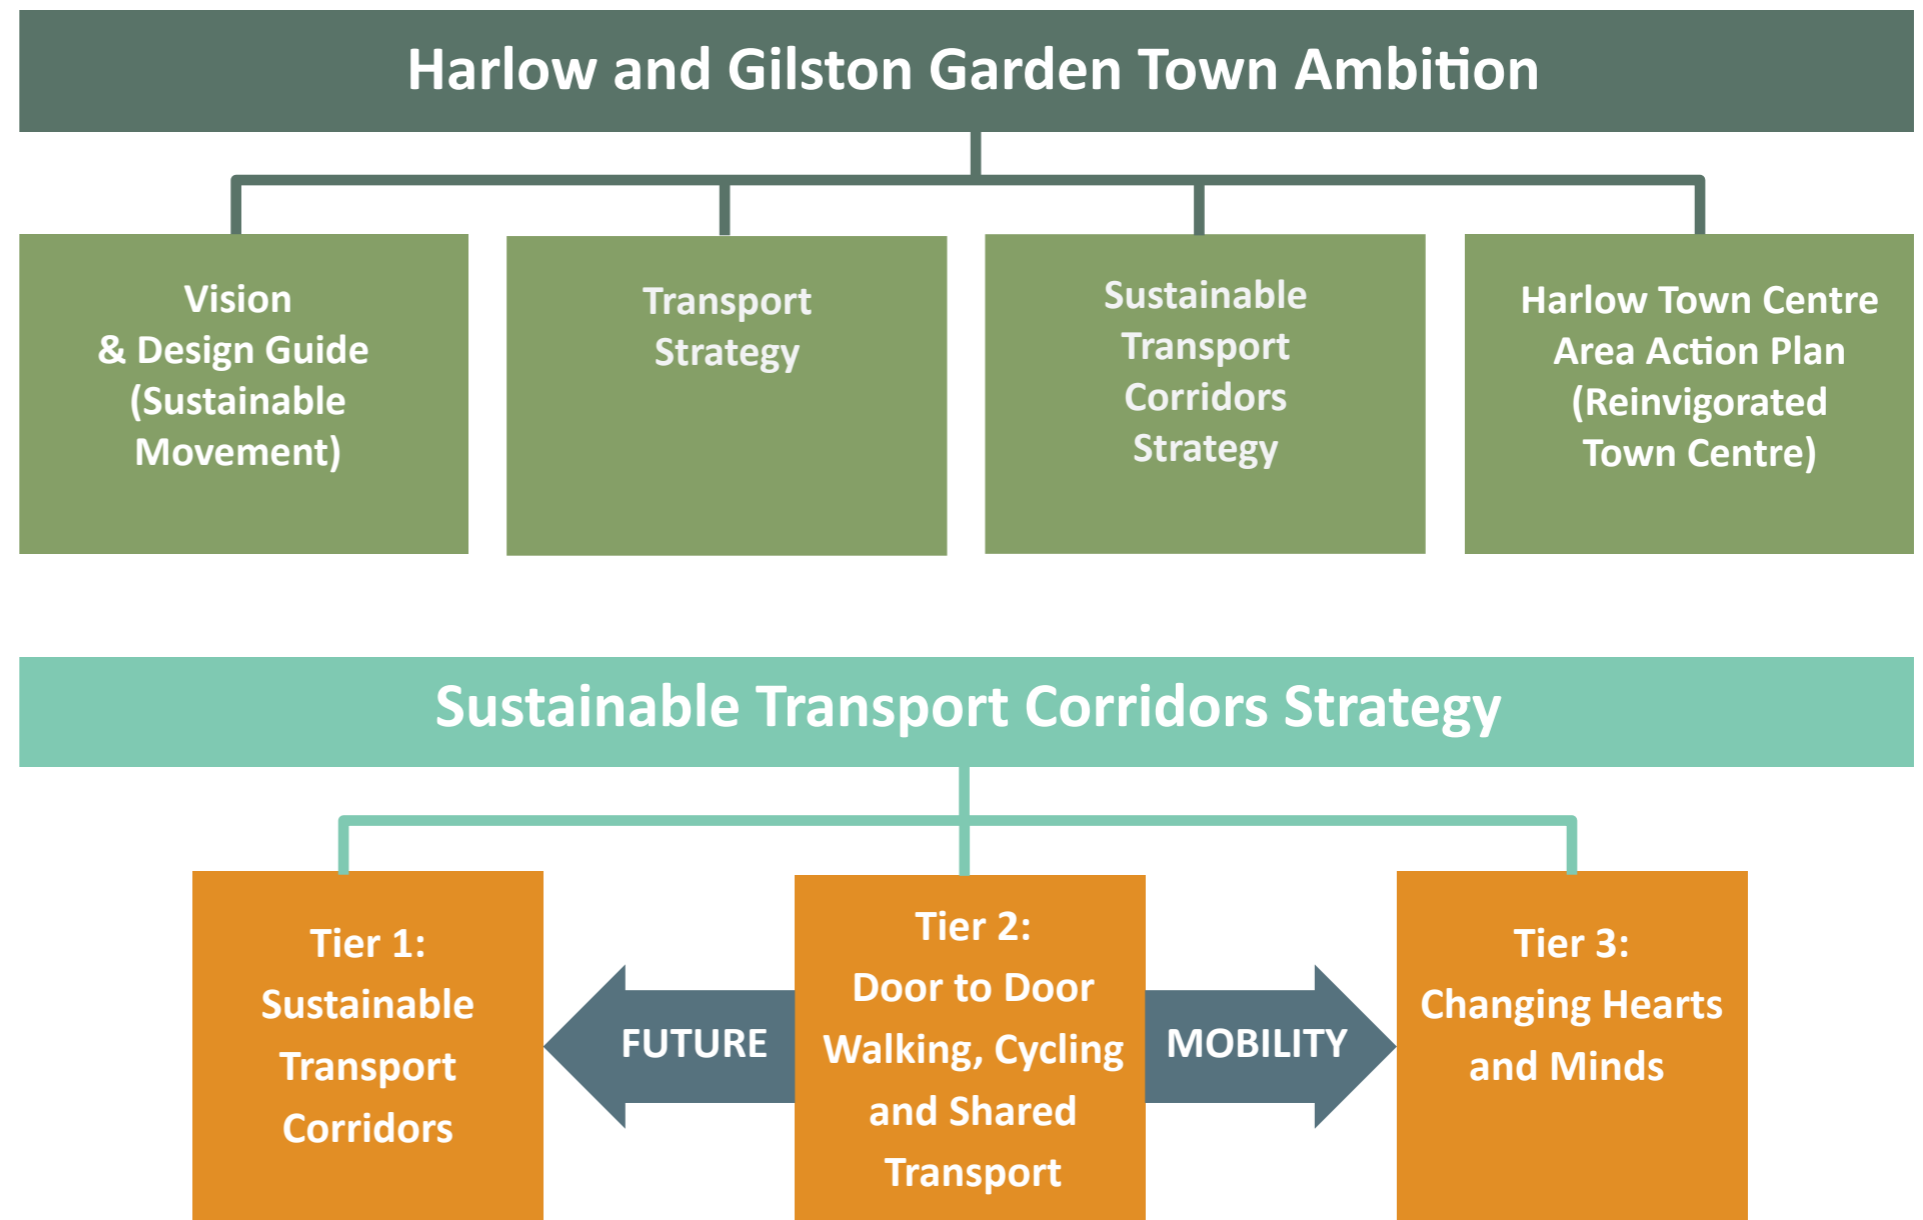 Harlow and Gilston Garden Town Ambition
Vision
& Design Guide
(Sustainable
Movement)
Transport
Strategy
Sustainable
Transport
Corridors
Strategy
Harlow Town Centre
Area Action Plan
(Reinvigorated
Town Centre)
Sustainable Transport Corridors Strategy
Tier 1:
Sustainable
Transport
Corridors
FUTURE
Tier 2:
Door to Door
Walking, Cycling
and Shared
Transport
MOBILITY
Tier 3:
Changing Hearts
and Minds